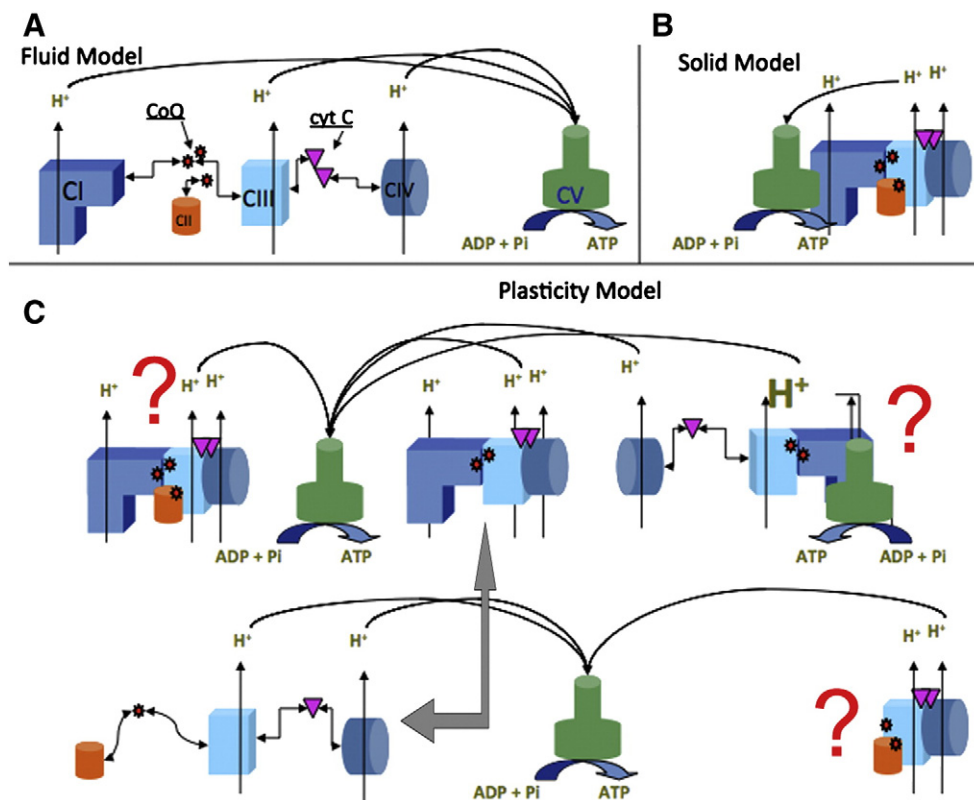 A
Fluid Model
H⁺
H⁺
H⁺
CoQ
cyt C
CI
CII
CIII
CIV
CV
ADP + Pi
ATP
B
Solid Model
H⁺
H⁺
H⁺
ADP + Pi
ATP
Plasticity Model
C
?
H⁺
H⁺
H⁺
H⁺
H⁺
H⁺
H⁺
H⁺
?
ADP + Pi
ATP
ATP
ADP + Pi
H⁺
H⁺
H⁺
H⁺
?
ADP + Pi
ATP